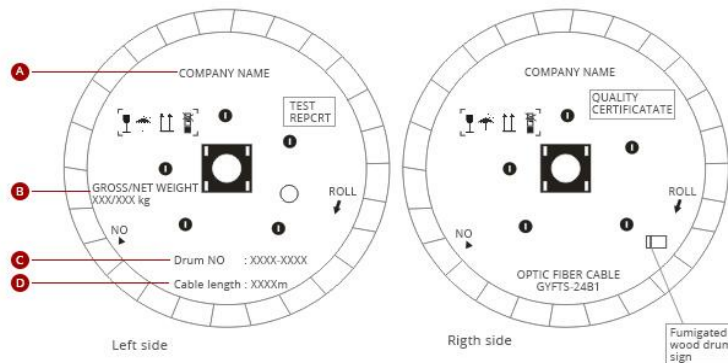 A
COMPANY NAME
TEST
REPCRT
B
GROSS/NET WEIGHT
XXX/XXX kg
ROLL
NO
C
Drum NO : XXXX-XXXX
D
Cable length : XXXXm
Left side
COMPANY NAME
QUALITY
CERTIFICATATE
ROLL
NO
OPTIC FIBER CABLE
GYFTS-24B1
Rigth side
Fumigated
wood drum
sign